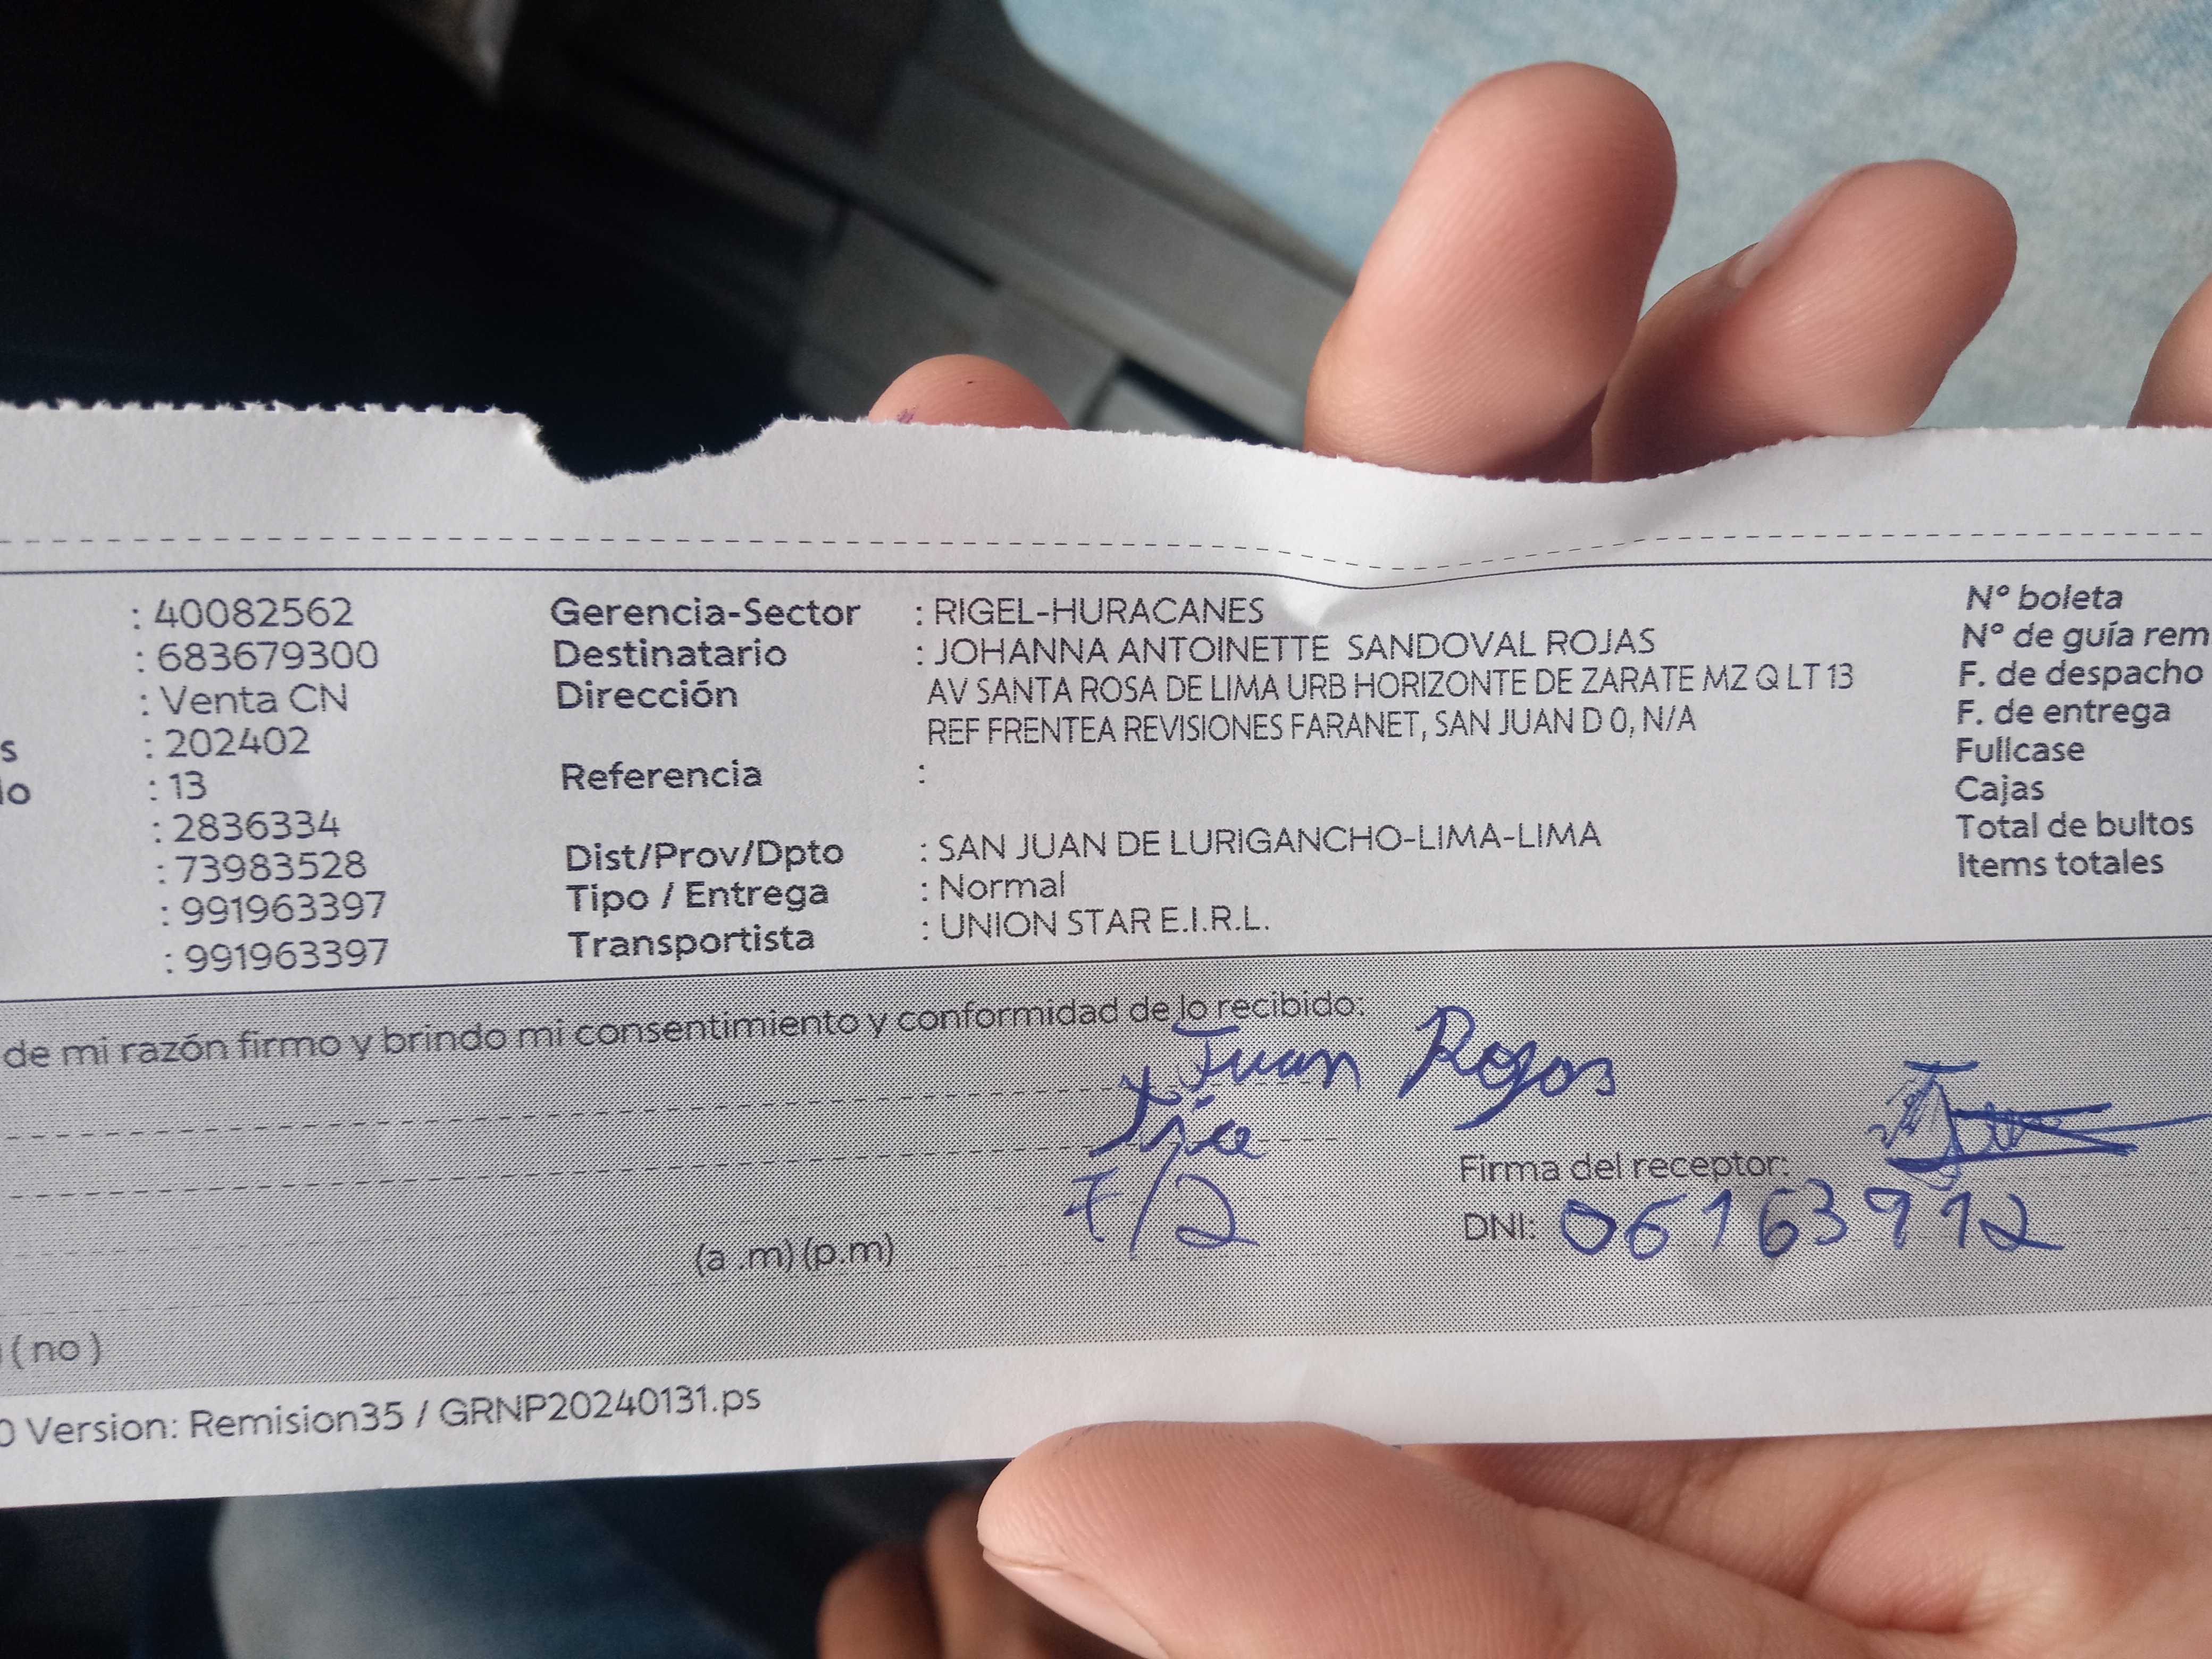 : 40082562
: 683679300
: Venta CN
s : 202402
lo : 13
: 2836334
: 73983528
: 991963397
: 991963397
Gerencia-Sector : RIGEL-HURACANES
Destinatario : JOHANNA ANTOINETTE SANDOVAL ROJAS
Dirección AV SANTA ROSA DE LIMA URB HORIZONTE DE ZARATE MZ Q LT 13
REF FRENTEA REVISIONES FARANET, SAN JUAN D 0, N/A
Referencia :
Dist/Prov/Dpto : SAN JUAN DE LURIGANCHO-LIMA-LIMA
Tipo / Entrega : Normal
Transportista : UNION STAR E.I.R.L.
Nº boleta
Nº de guía rem
F. de despacho
F. de entrega
Fullcase
Cajas
Total de bultos
Items totales
de mi razón firmo y brindo mi consentimiento y conformidad de lo recibido:
Juan Rojas
7/2
Firma del receptor:
DNI: 06163912
(a .m) (p.m)
(no)
0 Version: Remision35 / GRNP20240131.ps